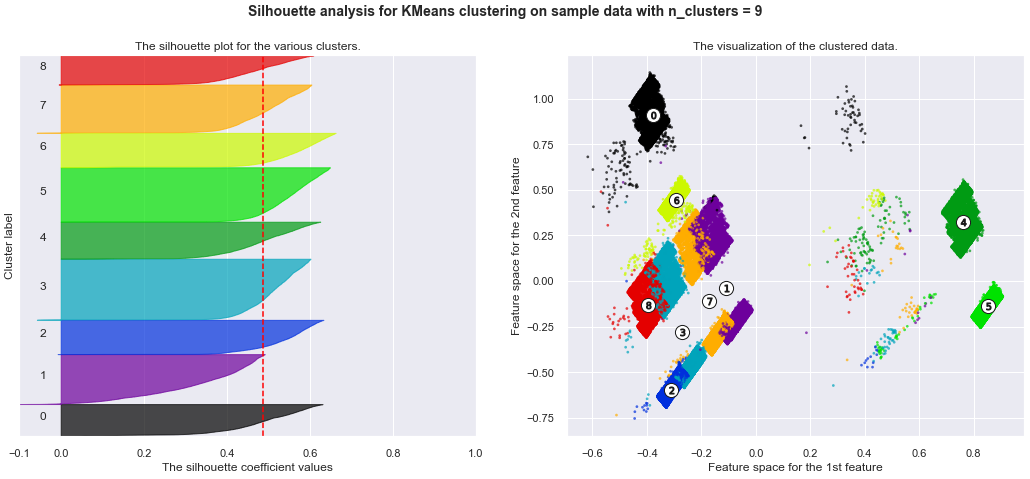 Silhouette analysis for KMeans clustering on sample data with n_clusters = 9
The silhouette plot for the various clusters.
8
7
6
5
4
3
2
1
0
Cluster label
−0.1 0.0 0.2 0.4 0.6 0.8 1.0
The silhouette coefficient values
The visualization of the clustered data.
1.00
0.75
0.50
0.25
0.00
−0.25
−0.50
−0.75
Feature space for the 2nd feature
0
6
4
1
7
8
5
3
2
−0.6 −0.4 −0.2 0.0 0.2 0.4 0.6 0.8
Feature space for the 1st feature